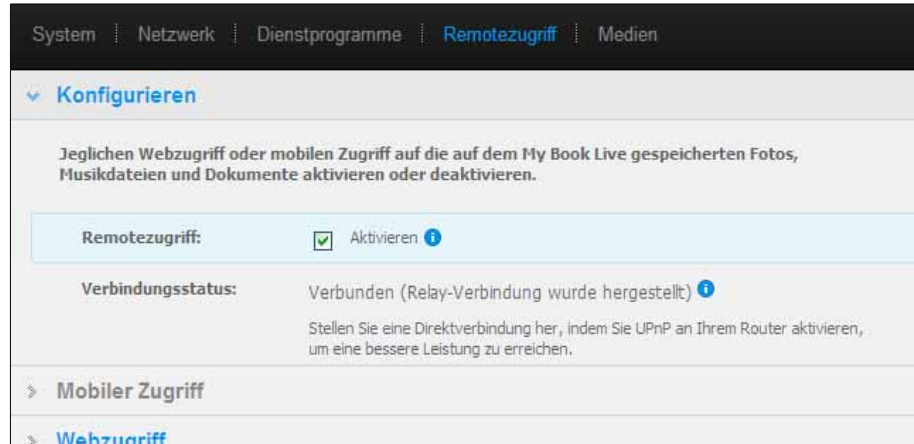 System Netzwerk Dienstprogramme Remotezugriff Medien
Konfigurieren
Jeglichen Webzugriff oder mobilen Zugriff auf die auf dem My Book Live gespeicherten Fotos,
Musikdateien und Dokumente aktivieren oder deaktivieren.
Remotezugriff: Aktivieren
Verbindungsstatus: Verbunden (Relay-Verbindung wurde hergestellt)
Stellen Sie eine Direktverbindung her, indem Sie UPnP an Ihrem Router aktivieren,
um eine bessere Leistung zu erreichen.
Mobiler Zugriff
Webzugriff